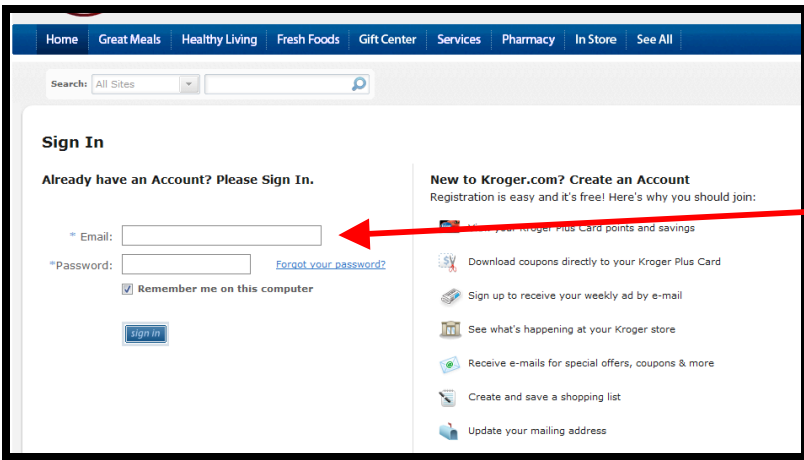 Home Great Meals Healthy Living Fresh Foods Gift Center Services Pharmacy In Store See All
Search: All Sites
Sign In
Already have an Account? Please Sign In.
* Email:
*Password:
Forgot your password?
Remember me on this computer
sign in
New to Kroger.com? Create an Account
Registration is easy and it's free! Here's why you should join:
View your Kroger Plus Card points and savings
Download coupons directly to your Kroger Plus Card
Sign up to receive your weekly ad by e-mail
See what's happening at your Kroger store
Receive e-mails for special offers, coupons & more
Create and save a shopping list
Update your mailing address